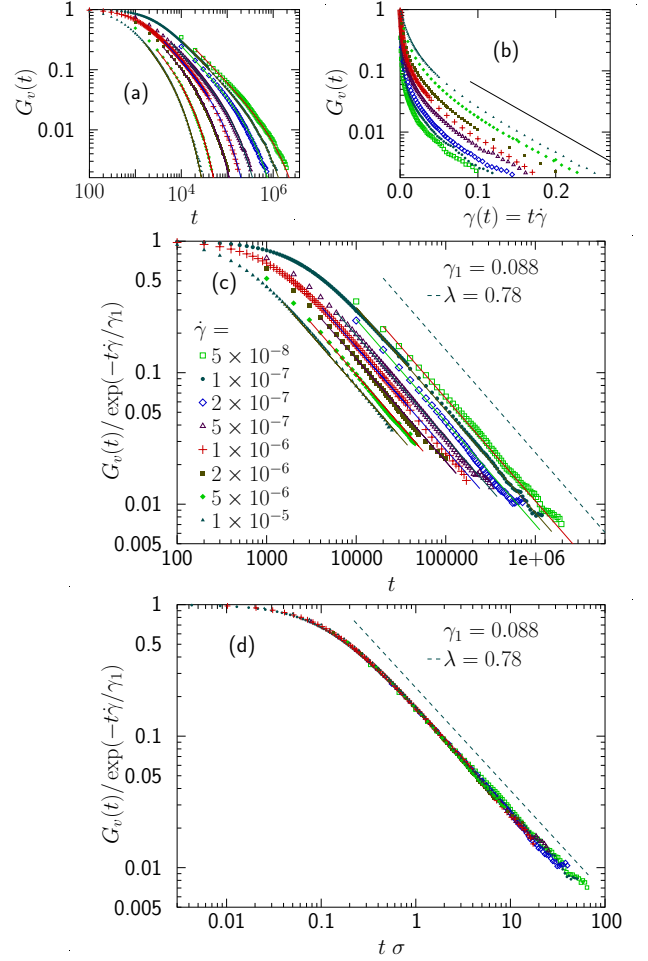 1
0.1
0.01
G_v(t)
(a)
100
10^4
10^6
t
1
0.1
0.01
G_v(t)
(b)
0.0
0.1
0.2
γ(t) = tγ̇
1
0.5
0.1
0.05
0.01
0.005
G_v(t)/exp(−tγ̇/γ_1)
(c)
γ_1 = 0.088
λ = 0.78
γ̇ =
5 × 10^−8
1 × 10^−7
2 × 10^−7
5 × 10^−7
1 × 10^−6
2 × 10^−6
5 × 10^−6
1 × 10^−5
100
1000
10000
100000
1e+06
t
1
0.5
0.1
0.05
0.01
0.005
G_v(t)/exp(−tγ̇/γ_1)
(d)
γ_1 = 0.088
λ = 0.78
0.01
0.1
1
10
100
t σ